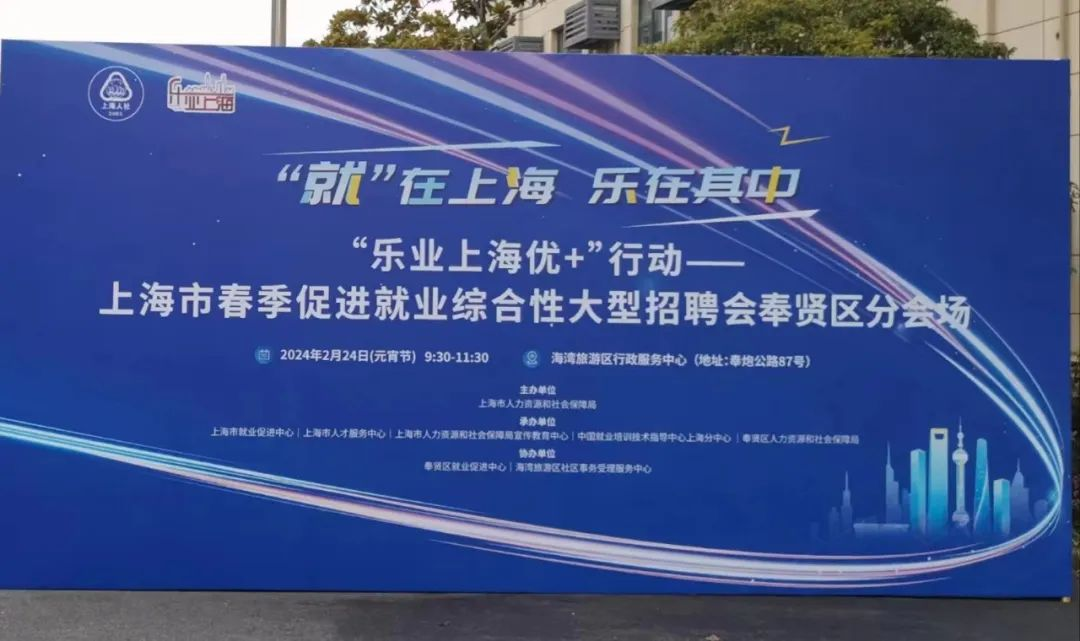 上海人社
乐业上海
“就”在上海 乐在其中
“乐业上海优+”行动——
上海市春季促进就业综合性大型招聘会奉贤区分会场
2024年2月24日(元宵节) 9:30-11:30 海湾旅游区行政服务中心（地址:奉炮公路87号）
主办单位
上海市人力资源和社会保障局
承办单位
上海市就业促进中心｜上海市人才服务中心｜上海市人力资源和社会保障局宣传教育中心｜中国就业培训技术指导中心上海分中心｜奉贤区人力资源和社会保障局
协办单位
奉贤区就业促进中心｜海湾旅游区社区事务受理服务中心